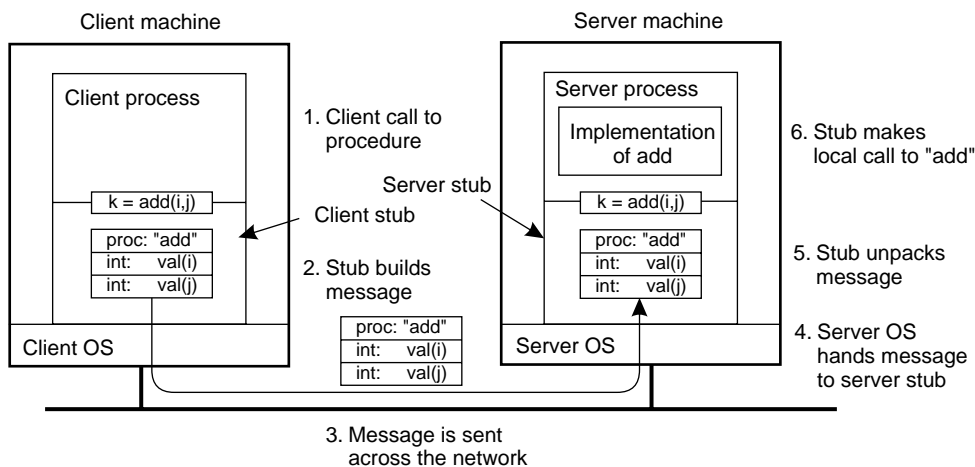 Client machine
Server machine
Client process
1. Client call to
procedure
Server process
Implementation
of add
6. Stub makes
local call to "add"
Server stub
k = add(i,j)
k = add(i,j)
Client stub
proc: "add"
int: val(i)
int: val(j)
proc: "add"
int: val(i)
int: val(j)
2. Stub builds
message
5. Stub unpacks
message
proc: "add"
int: val(i)
int: val(j)
Client OS
Server OS
4. Server OS
hands message
to server stub
3. Message is sent
across the network